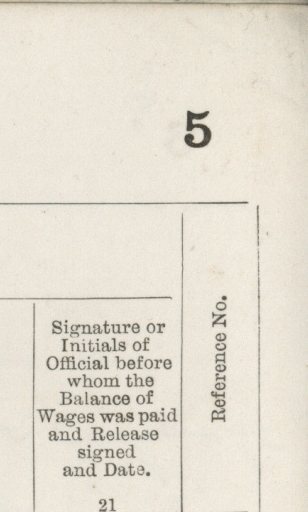 5
Signature or
Initials of
Official before
whom the
Balance of
Wages was paid
and Release
signed
and Date.
21
Reference No.